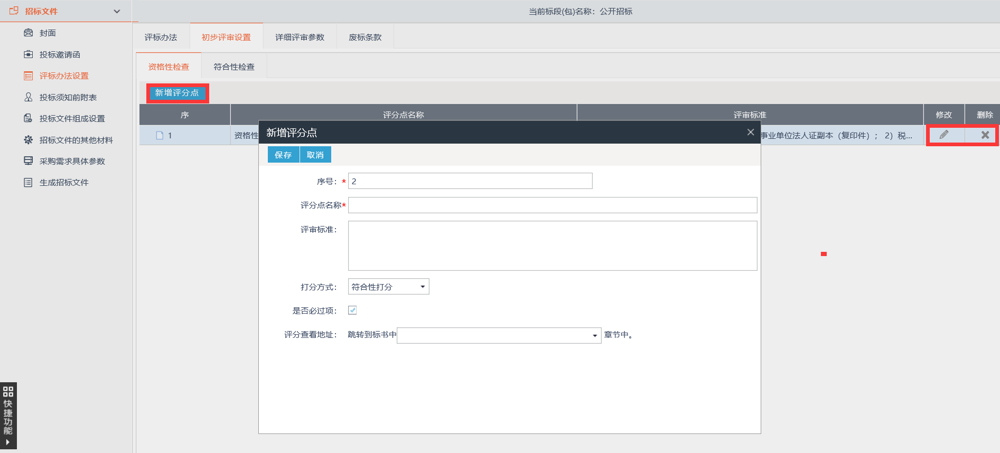 招标文件
当前标段(包)名称：公开招标
封面
投标邀请函
评标办法设置
投标须知前附表
投标文件组成设置
招标文件的其他材料
采购需求具体参数
生成招标文件
评标办法 初步评审设置 详细评审参数 废标条款
资格性检查 符合性检查
新增评分点
序 评分点名称 评审标准 修改 删除
1 资格性 事业单位法人证副本（复印件）； 2）税...
新增评分点
保存 取消
序号：* 2
评分点名称*
评审标准：
打分方式： 符合性打分
是否必过项：
评分查看地址： 跳转到标书中 章节中。
快捷功能